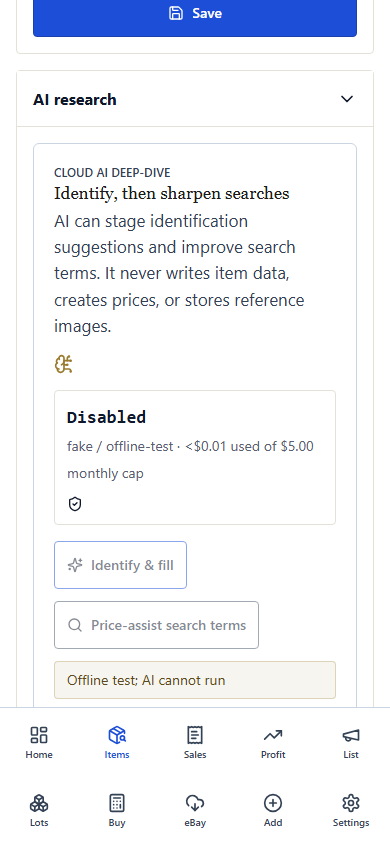 Save
AI research
CLOUD AI DEEP-DIVE
Identify, then sharpen searches
AI can stage identification
suggestions and improve search
terms. It never writes item data,
creates prices, or stores reference
images.
Disabled
fake / offline-test · <$0.01 used of $5.00
monthly cap
Identify & fill
Price-assist search terms
Offline test; AI cannot run
Home Items Sales Profit List
Lots Buy eBay Add Settings